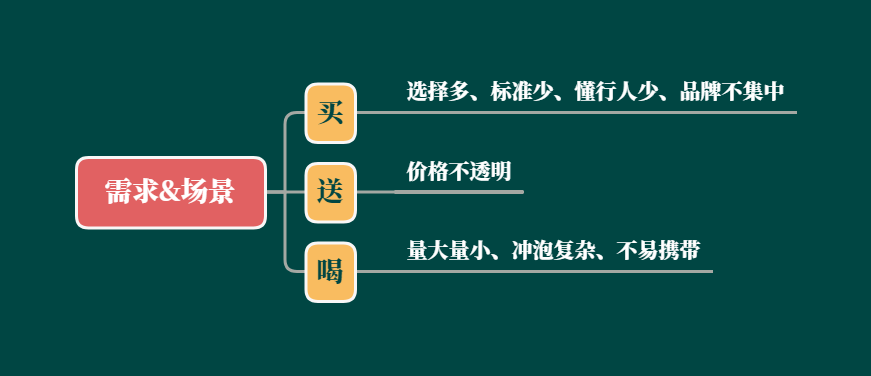 需求&场景
买
选择多、标准少、懂行人少、品牌不集中
送
价格不透明
喝
量大量小、冲泡复杂、不易携带